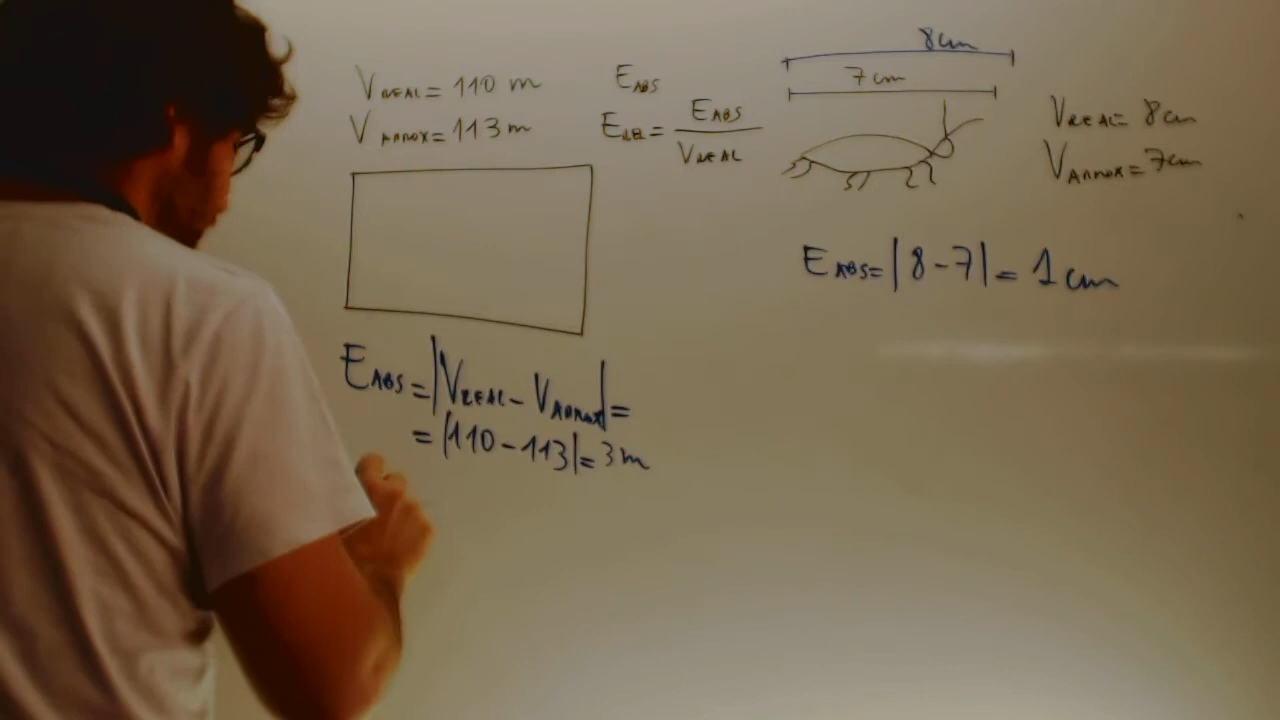 V REAL = 110 m
V APROX = 113 m
E ABS
E REL = E ABS / V REAL
8 cm
7 cm
V REAL = 8 cm
V APROX = 7 cm
E ABS = |8 - 7| = 1 cm
E ABS = |V REAL - V APROX| =
= |110 - 113| = 3 m